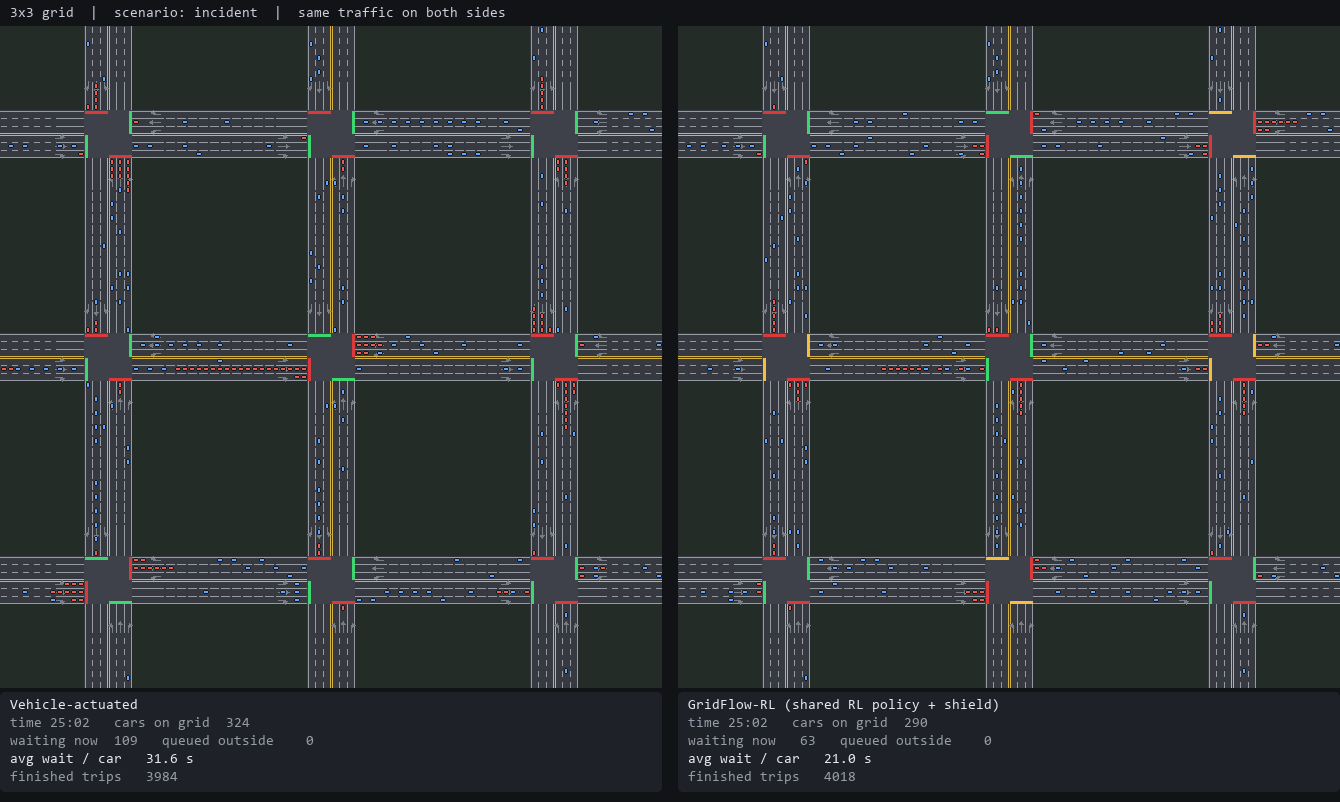 3x3 grid | scenario: incident | same traffic on both sides
Vehicle-actuated
time 25:02 cars on grid 324
waiting now 109 queued outside 0
avg wait / car 31.6 s
finished trips 3984
GridFlow-RL (shared RL policy + shield)
time 25:02 cars on grid 290
waiting now 63 queued outside 0
avg wait / car 21.0 s
finished trips 4018